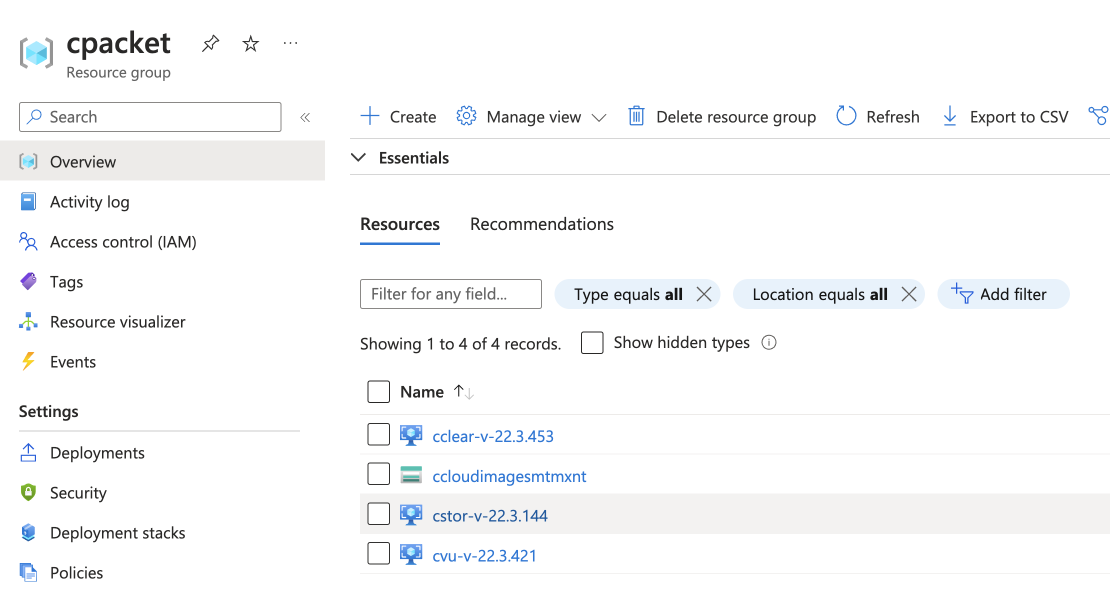 cpacket
Resource group
Search
Overview
Activity log
Access control (IAM)
Tags
Resource visualizer
Events
Settings
Deployments
Security
Deployment stacks
Policies
Create Manage view Delete resource group Refresh Export to CSV
Essentials
Resources Recommendations
Filter for any field... Type equals all Location equals all Add filter
Showing 1 to 4 of 4 records. Show hidden types
Name
cclear-v-22.3.453
ccloudimagesmtmxnt
cstor-v-22.3.144
cvu-v-22.3.421